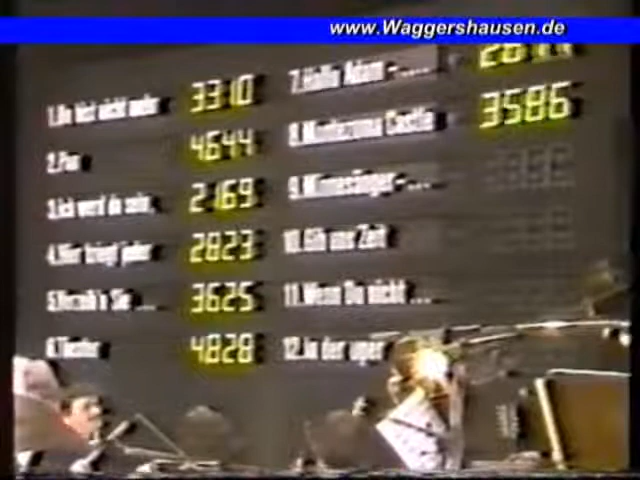 www.Waggershausen.de
1.Du bist nicht mehr 3310
2.Pan 4644
3.Ich werd da sein, 2169
4.Hier kriegt jeder 2823
5.Verzeih'n Sie ... 3625
6.Theater 4828
7.Hallo Adam -....
8.Montezuma Castle 3586
9.Minnesänger-...
10.Gib uns Zeit
11.Wenn Du nicht ...
12.In der